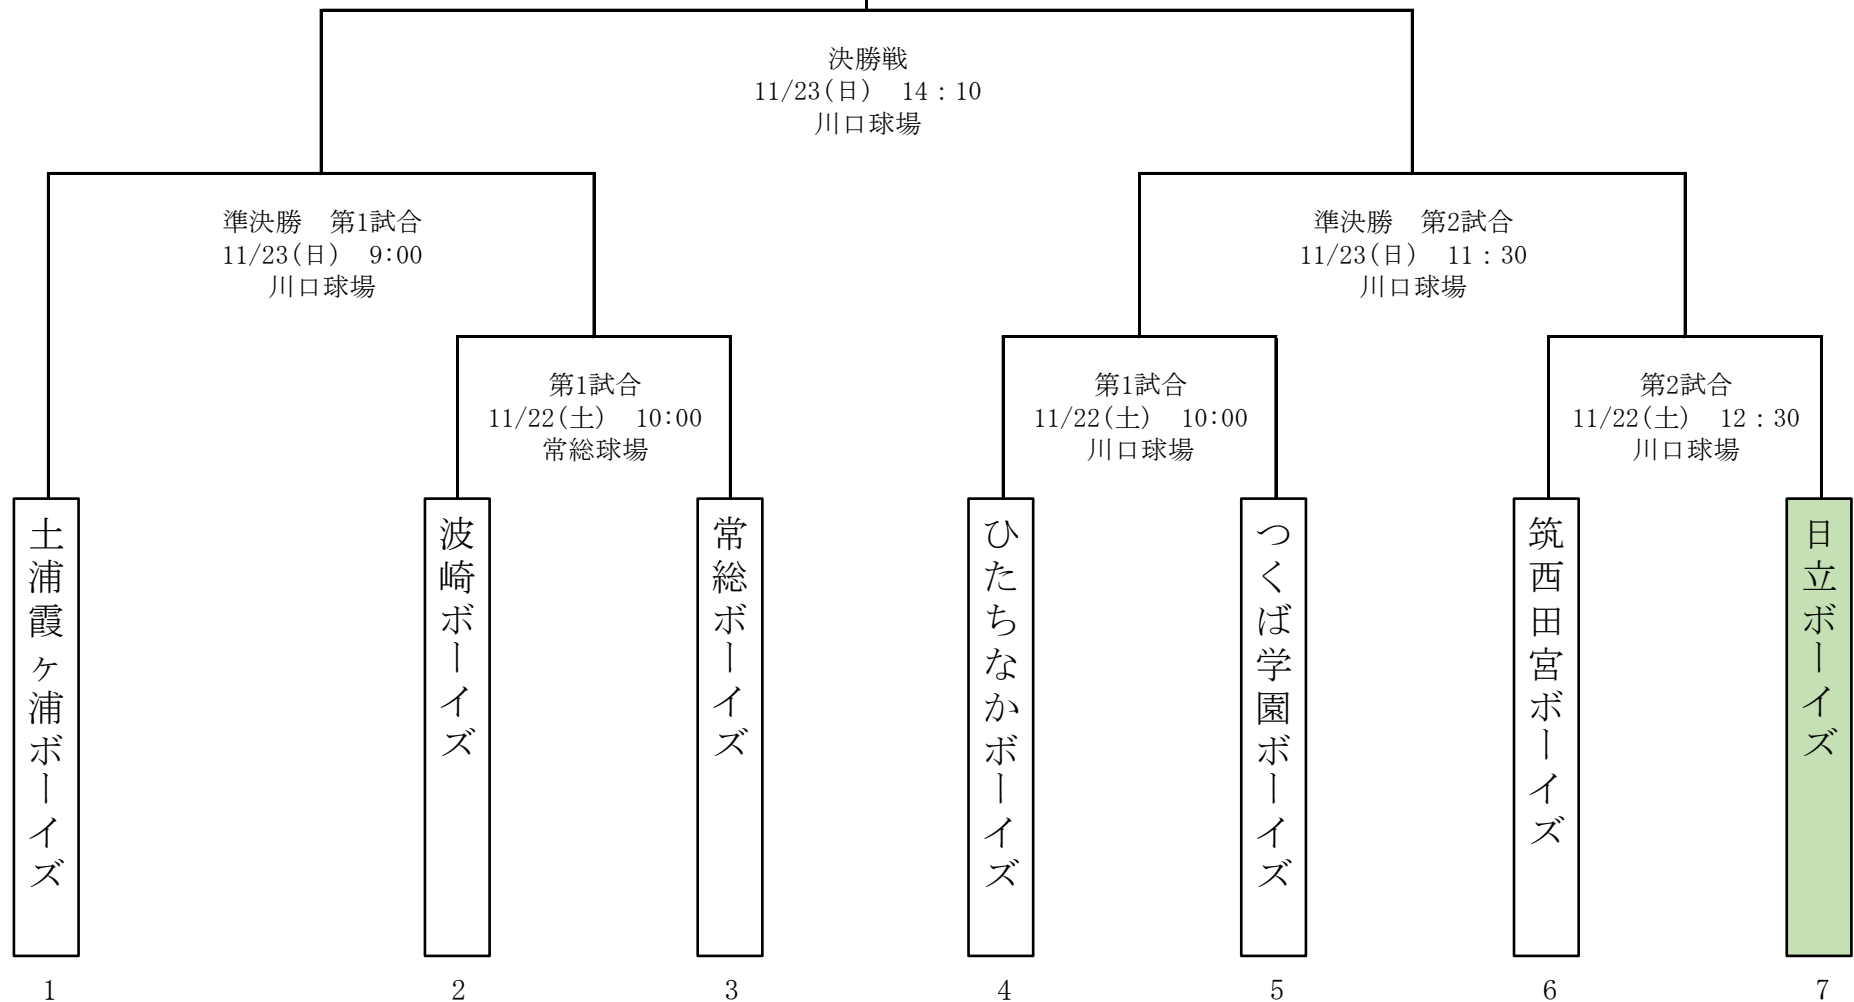 決勝戦
11/23(日)　14：10
川口球場
準決勝　第1試合
11/23(日)　9:00
川口球場
準決勝　第2試合
11/23(日)　11：30
川口球場
第1試合
11/22(土)　10:00
常総球場
第1試合
11/22(土)　10:00
川口球場
第2試合
11/22(土)　12：30
川口球場
土浦霞ヶ浦ボーイズ
波崎ボーイズ
常総ボーイズ
ひたちなかボーイズ
つくば学園ボーイズ
筑西田宮ボーイズ
日立ボーイズ
1
2
3
4
5
6
7